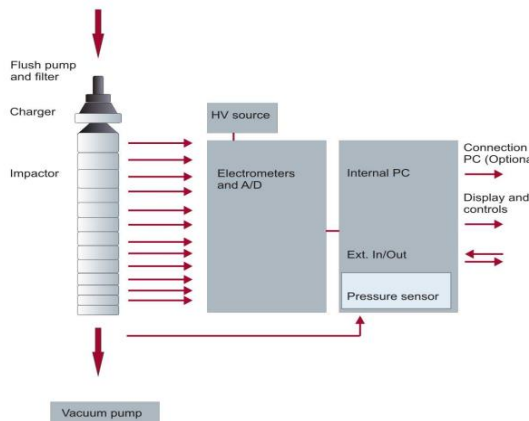 Flush pump
and filter
Charger
Impactor
HV source
Electrometers
and A/D
Internal PC
Ext. In/Out
Pressure sensor
Connection
PC (Optiona
Display and
controls
Vacuum pump